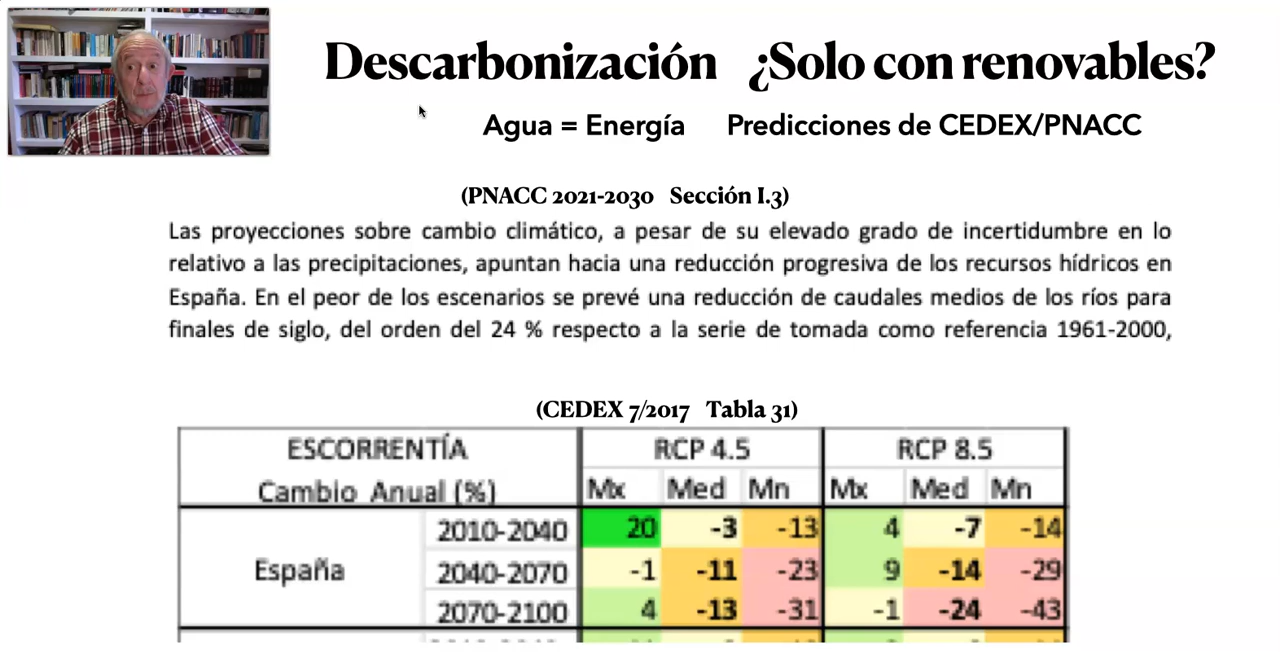 Descarbonización ¿Solo con renovables?
Agua = Energía Predicciones de CEDEX/PNACC
(PNACC 2021-2030 Sección I.3)
Las proyecciones sobre cambio climático, a pesar de su elevado grado de incertidumbre en lo
relativo a las precipitaciones, apuntan hacia una reducción progresiva de los recursos hídricos en
España. En el peor de los escenarios se prevé una reducción de caudales medios de los ríos para
finales de siglo, del orden del 24 % respecto a la serie de tomada como referencia 1961-2000,
(CEDEX 7/2017 Tabla 31)
ESCORRENTÍA RCP 4.5 RCP 8.5
Cambio Anual (%) Mx Med Mn Mx Med Mn
2010-2040 20 -3 -13 4 -7 -14
España 2040-2070 -1 -11 -23 9 -14 -29
2070-2100 4 -13 -31 -1 -24 -43